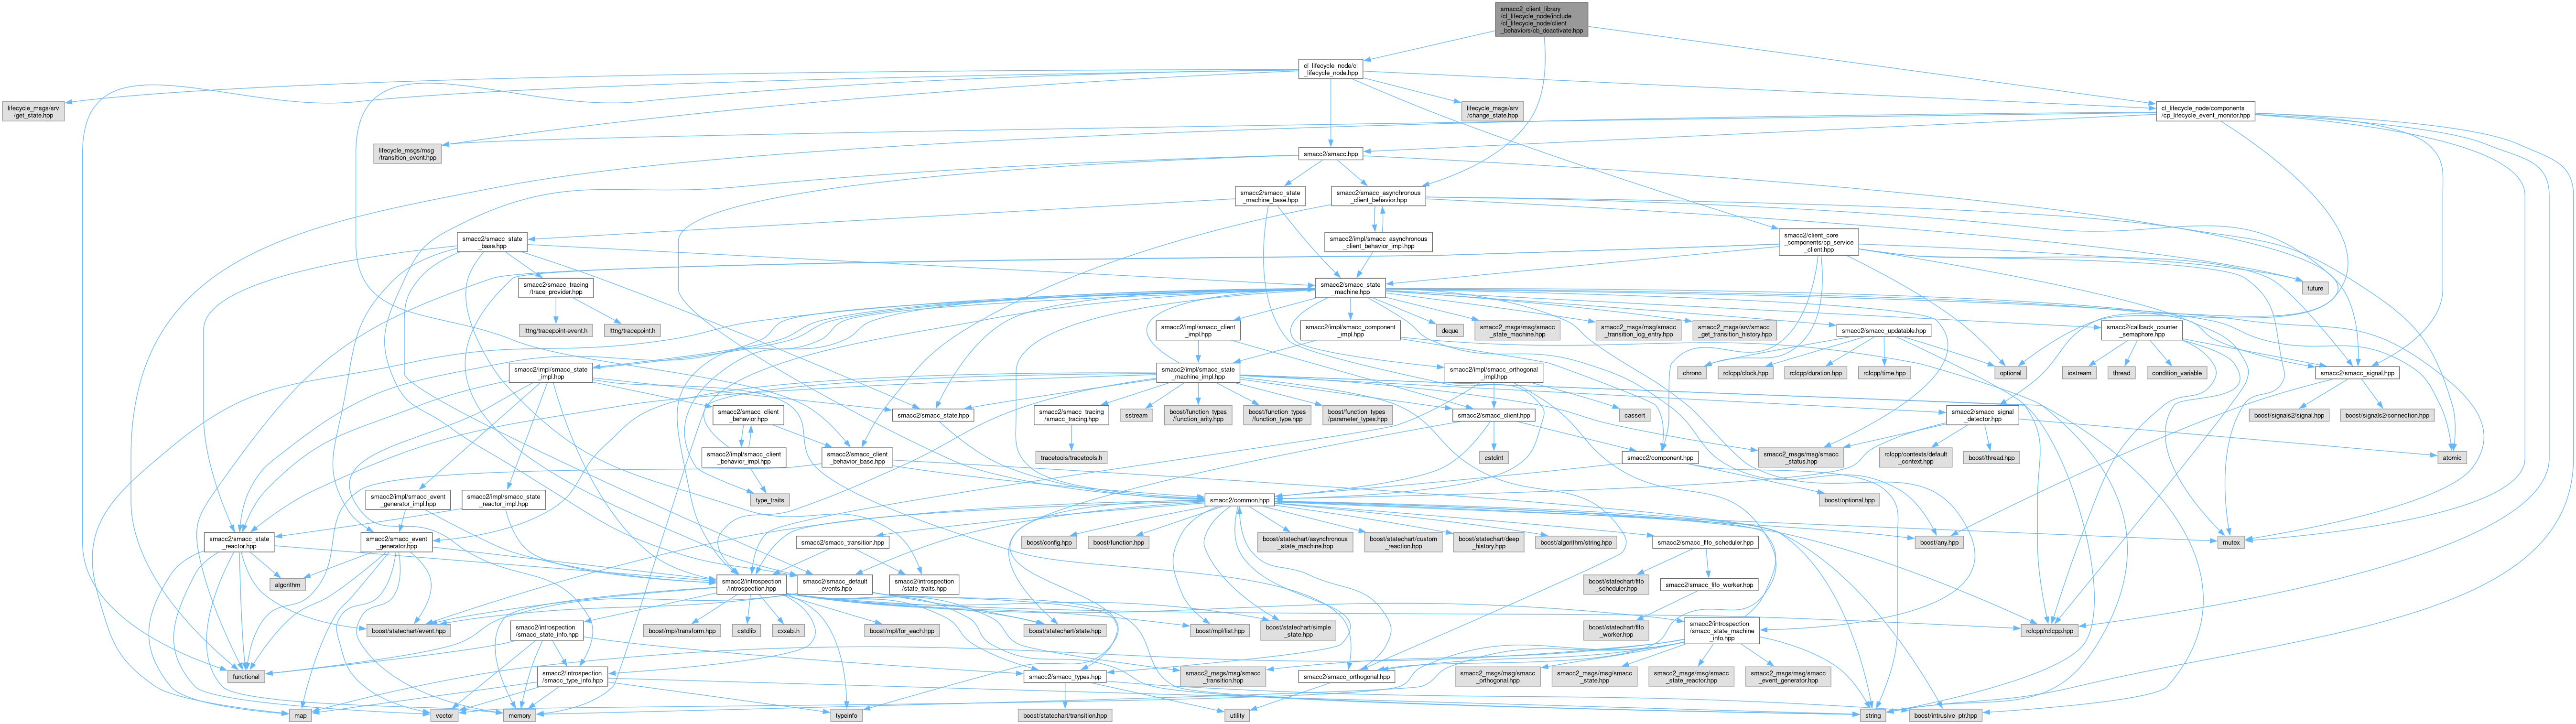 smacc2_client_library
/cl_lifecycle_node/include
/cl_lifecycle_node/client
_behaviors/cb_deactivate.hpp
cl_lifecycle_node/cl
_lifecycle_node.hpp
lifecycle_msgs/srv
/get_state.hpp
lifecycle_msgs/srv
/change_state.hpp
cl_lifecycle_node/components
/cp_lifecycle_event_monitor.hpp
lifecycle_msgs/msg
/transition_event.hpp
smacc2/smacc.hpp
smacc2/smacc_state
_machine_base.hpp
smacc2/smacc_asynchronous
_client_behavior.hpp
smacc2/smacc_state
_base.hpp
smacc2/impl/smacc_asynchronous
_client_behavior_impl.hpp
smacc2/client_core
_components/cp_service
_client.hpp
smacc2/smacc_tracing
/trace_provider.hpp
smacc2/smacc_state
_machine.hpp
future
lttng/tracepoint-event.h
lttng/tracepoint.h
smacc2/impl/smacc_client
_impl.hpp
smacc2/impl/smacc_component
_impl.hpp
deque
smacc2_msgs/msg/smacc
_state_machine.hpp
smacc2_msgs/msg/smacc
_transition_log_entry.hpp
smacc2_msgs/srv/smacc
_get_transition_history.hpp
smacc2/smacc_updatable.hpp
smacc2/callback_counter
_semaphore.hpp
smacc2/impl/smacc_state
_impl.hpp
smacc2/impl/smacc_state
_machine_impl.hpp
smacc2/impl/smacc_orthogonal
_impl.hpp
chrono
rclcpp/clock.hpp
rclcpp/duration.hpp
rclcpp/time.hpp
optional
iostream
thread
condition_variable
smacc2/smacc_signal.hpp
smacc2/smacc_client
_behavior.hpp
smacc2/smacc_state.hpp
smacc2/smacc_tracing
/smacc_tracing.hpp
sstream
boost/function_types
/function_arity.hpp
boost/function_types
/function_type.hpp
boost/function_types
/parameter_types.hpp
smacc2/smacc_client.hpp
cassert
smacc2/smacc_signal
_detector.hpp
boost/signals2/signal.hpp
boost/signals2/connection.hpp
smacc2/impl/smacc_client
_behavior_impl.hpp
smacc2/smacc_client
_behavior_base.hpp
tracetools/tracetools.h
cstdint
smacc2/component.hpp
smacc2_msgs/msg/smacc
_status.hpp
rclcpp/contexts/default
_context.hpp
boost/thread.hpp
atomic
smacc2/impl/smacc_event
_generator_impl.hpp
smacc2/impl/smacc_state
_reactor_impl.hpp
type_traits
smacc2/common.hpp
boost/optional.hpp
smacc2/smacc_state
_reactor.hpp
smacc2/smacc_event
_generator.hpp
smacc2/smacc_transition.hpp
boost/config.hpp
boost/function.hpp
boost/statechart/asynchronous
_state_machine.hpp
boost/statechart/custom
_reaction.hpp
boost/statechart/deep
_history.hpp
boost/algorithm/string.hpp
smacc2/smacc_fifo_scheduler.hpp
boost/any.hpp
mutex
algorithm
smacc2/introspection
/introspection.hpp
smacc2/smacc_default
_events.hpp
smacc2/introspection
/state_traits.hpp
boost/statechart/fifo
_scheduler.hpp
smacc2/smacc_fifo_worker.hpp
boost/statechart/event.hpp
smacc2/introspection
/smacc_state_info.hpp
boost/mpl/transform.hpp
cstdlib
cxxabi.h
boost/mpl/for_each.hpp
boost/statechart/state.hpp
boost/mpl/list.hpp
boost/statechart/simple
_state.hpp
boost/statechart/fifo
_worker.hpp
smacc2/introspection
/smacc_state_machine
_info.hpp
rclcpp/rclcpp.hpp
functional
smacc2/introspection
/smacc_type_info.hpp
smacc2/smacc_types.hpp
smacc2_msgs/msg/smacc
_transition.hpp
smacc2/smacc_orthogonal.hpp
smacc2_msgs/msg/smacc
_orthogonal.hpp
smacc2_msgs/msg/smacc
_state.hpp
smacc2_msgs/msg/smacc
_state_reactor.hpp
smacc2_msgs/msg/smacc
_event_generator.hpp
map
vector
memory
typeinfo
boost/statechart/transition.hpp
utility
string
boost/intrusive_ptr.hpp